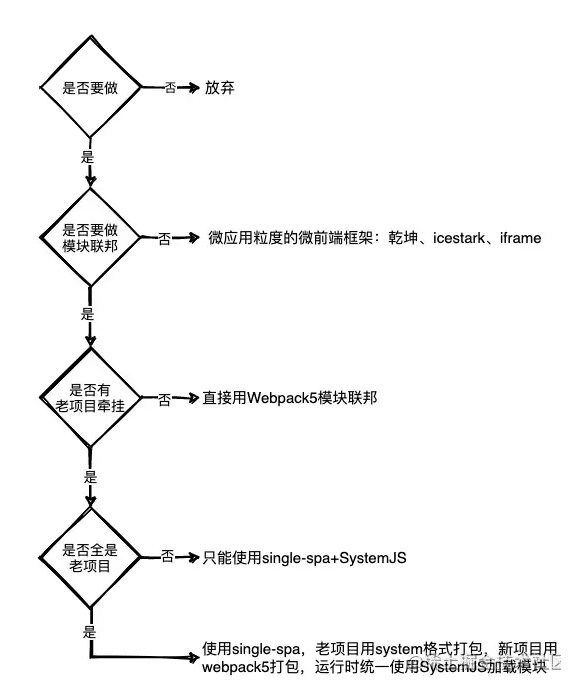 是否要做
否
放弃
是
是否要做
模块联邦
否
微应用粒度的微前端框架：乾坤、icestark、iframe
是
是否有
老项目牵挂
否
直接用Webpack5模块联邦
是
是否全是
老项目
否
只能使用single-spa+SystemJS
是
使用single-spa，老项目用system格式打包，新项目用
webpack5打包，运行时统一使用SystemJS加载模块